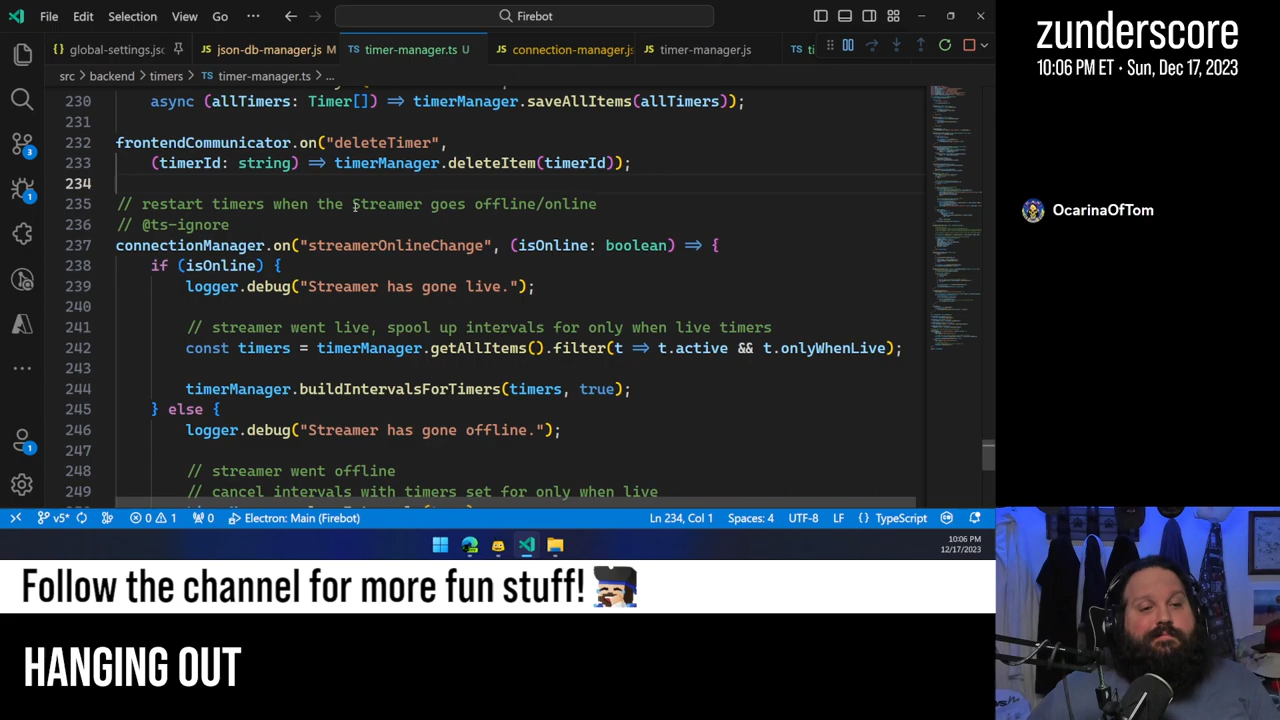 File Edit Selection View Go ··· Firebot
global-settings.jsc json-db-manager.js M timer-manager.ts U connection-manager.js timer-manager.js ti
src > backend > timers > TS timer-manager.ts > ...
230 async (allTimers: Timer[]) => timerManager.saveAllItems(allTimers));
231
232 frontendCommunicator.on("deleteTimer",
233 (timerId: string) => timerManager.deleteItem(timerId));
234
235 // restart timers when the streamer goes offline/online
236 // @ts-ignore
237 connectionManager.on("streamerOnlineChange", (isOnline: boolean) => {
238 if (isOnline) {
239 logger.debug("Streamer has gone live.");
240
241 // streamer went live, spool up intervals for only when live timers
242 const timers = timerManager.getAllItems().filter(t => t.active && t.onlyWhenLive);
243
244 timerManager.buildIntervalsForTimers(timers, true);
245 } else {
246 logger.debug("Streamer has gone offline.");
247
248 // streamer went offline
249 // cancel intervals with timers set for only when live
v5* 0 1 0 Electron: Main (Firebot) Ln 234, Col 1 Spaces: 4 UTF-8 LF {} TypeScript
10:06 PM
12/17/2023
zunderscore
10:06 PM ET • Sun, Dec 17, 2023
OcarinaOfTom
Follow the channel for more fun stuff!
HANGING OUT